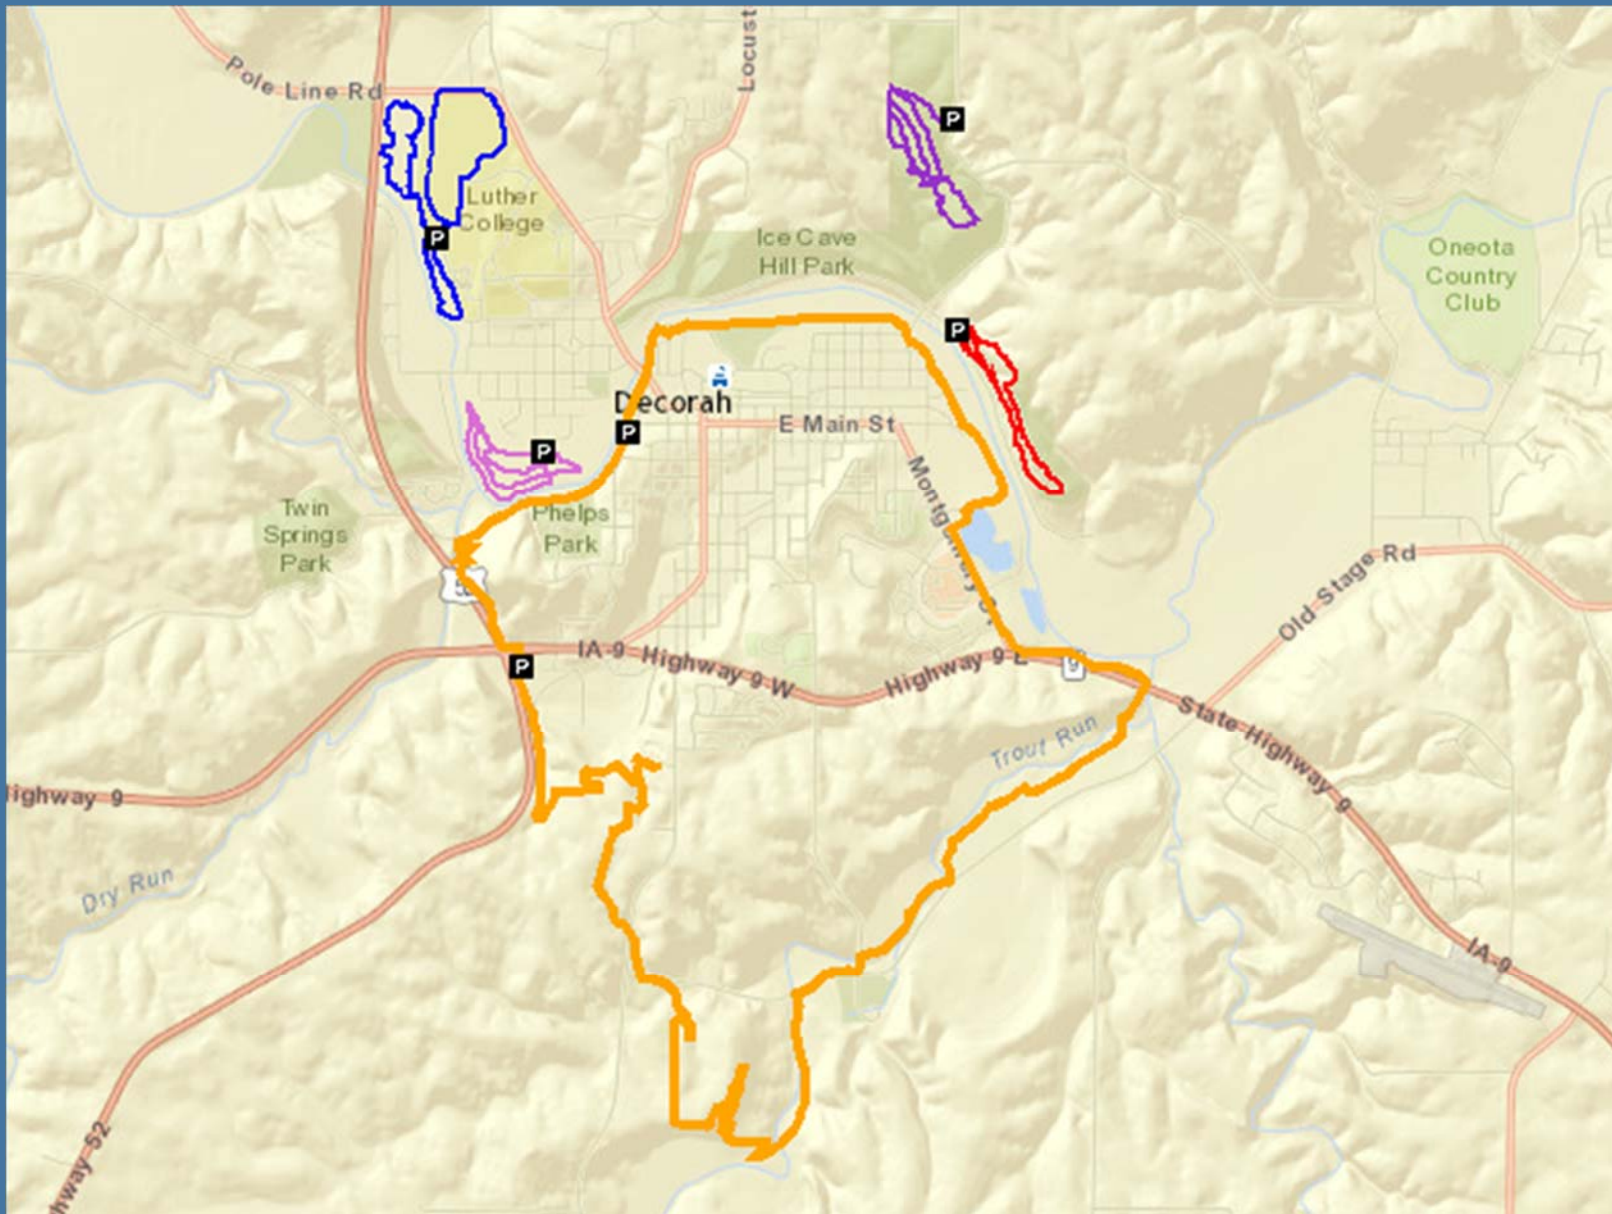 Locust
Pole Line Rd
P
Luther
College
P
Ice Cave
Hill Park
Oneota
Country
Club
P
Decorah
P
E Main St
P
Montgomery St
Twin
Springs
Park
Phelps
Park
Old Stage Rd
IA-9 Highway 9 W
Highway 9 E
9
P
State Highway 9
Trout Run
Highway 9
Dry Run
IA-9
hway 52